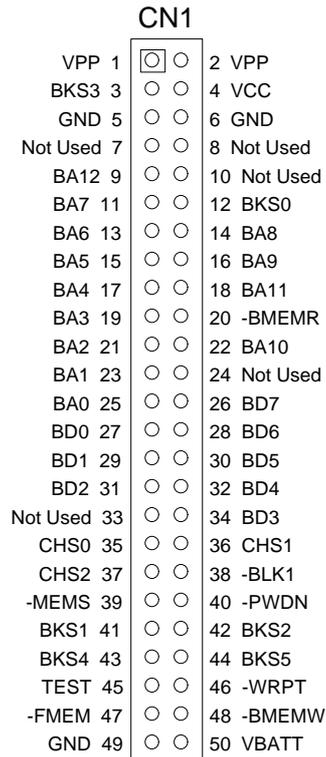 CN1
VPP 1 2 VPP
BKS3 3 4 VCC
GND 5 6 GND
Not Used 7 8 Not Used
BA12 9 10 Not Used
BA7 11 12 BKS0
BA6 13 14 BA8
BA5 15 16 BA9
BA4 17 18 BA11
BA3 19 20 -BMEMR
BA2 21 22 BA10
BA1 23 24 Not Used
BA0 25 26 BD7
BD0 27 28 BD6
BD1 29 30 BD5
BD2 31 32 BD4
Not Used 33 34 BD3
CHS0 35 36 CHS1
CHS2 37 38 -BLK1
-MEMS 39 40 -PWDN
BKS1 41 42 BKS2
BKS4 43 44 BKS5
TEST 45 46 -WRPT
-FMEM 47 48 -BMEMW
GND 49 50 VBATT